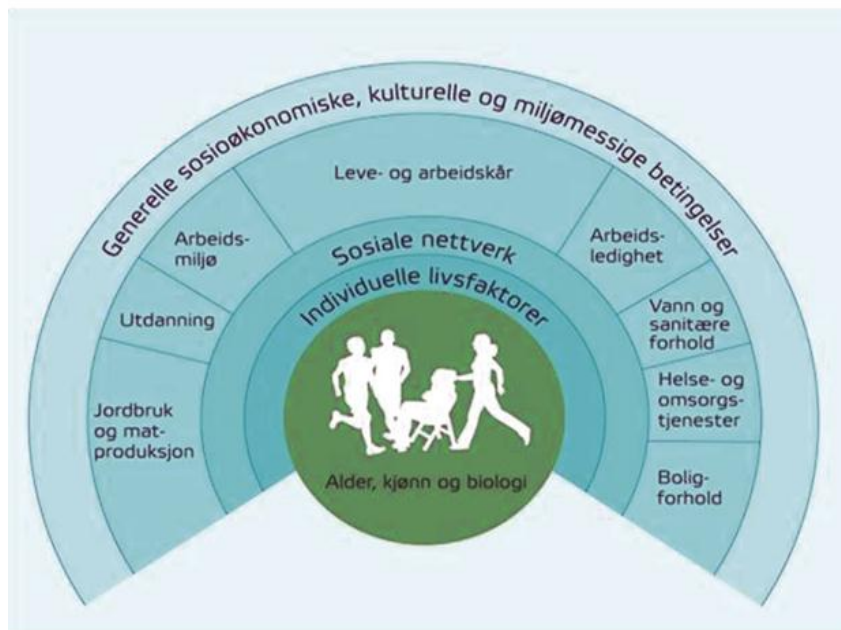 Generelle sosioøkonomiske, kulturelle og miljømessige betingelser
Leve- og arbeidskår
Arbeids-
miljø
Utdanning
Jordbruk
og mat-
produksjon
Arbeids-
ledighet
Vann og
sanitære
forhold
Helse- og
omsorgs-
tjenester
Bolig-
forhold
Sosiale nettverk
Individuelle livsfaktorer
Alder, kjønn og biologi